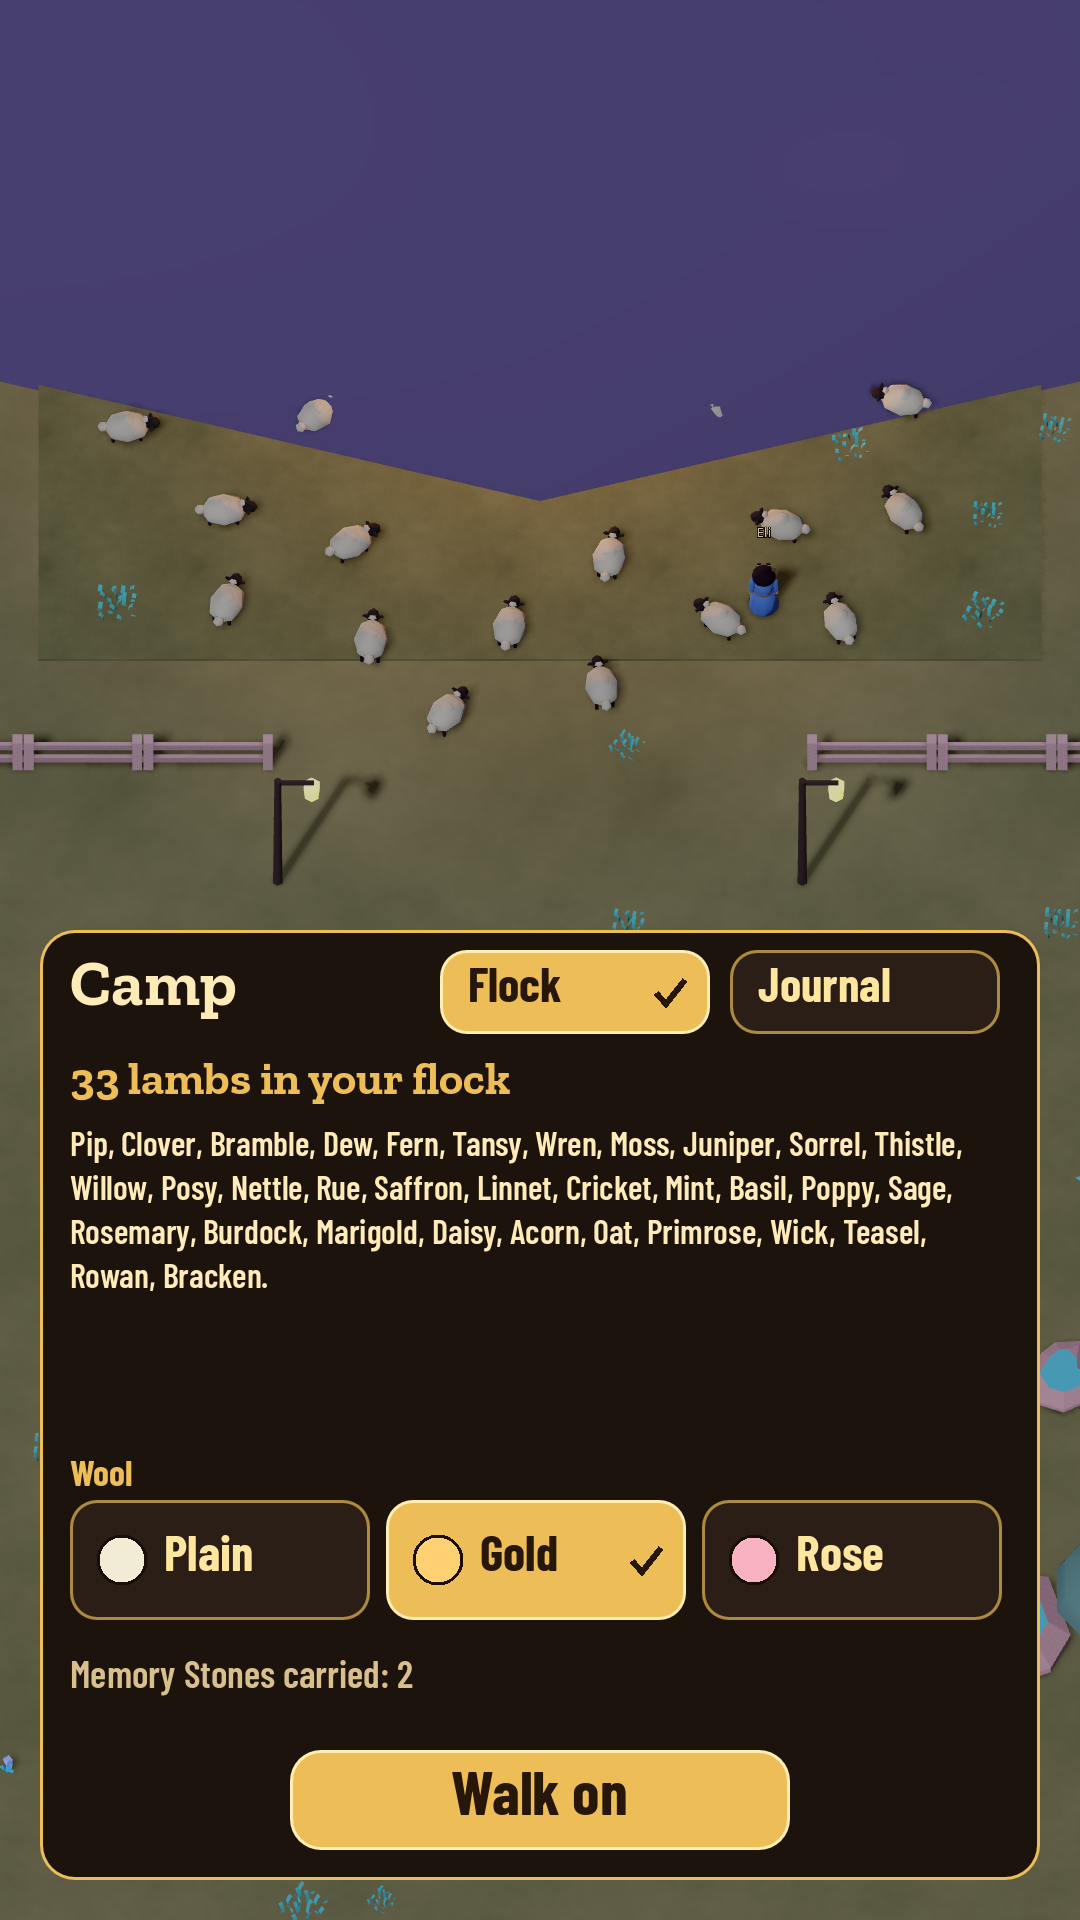 Eli
Camp
Flock
Journal
33 lambs in your flock
Pip, Clover, Bramble, Dew, Fern, Tansy, Wren, Moss, Juniper, Sorrel, Thistle,
Willow, Posy, Nettle, Rue, Saffron, Linnet, Cricket, Mint, Basil, Poppy, Sage,
Rosemary, Burdock, Marigold, Daisy, Acorn, Oat, Primrose, Wick, Teasel,
Rowan, Bracken.
Wool
Plain
Gold
Rose
Memory Stones carried: 2
Walk on